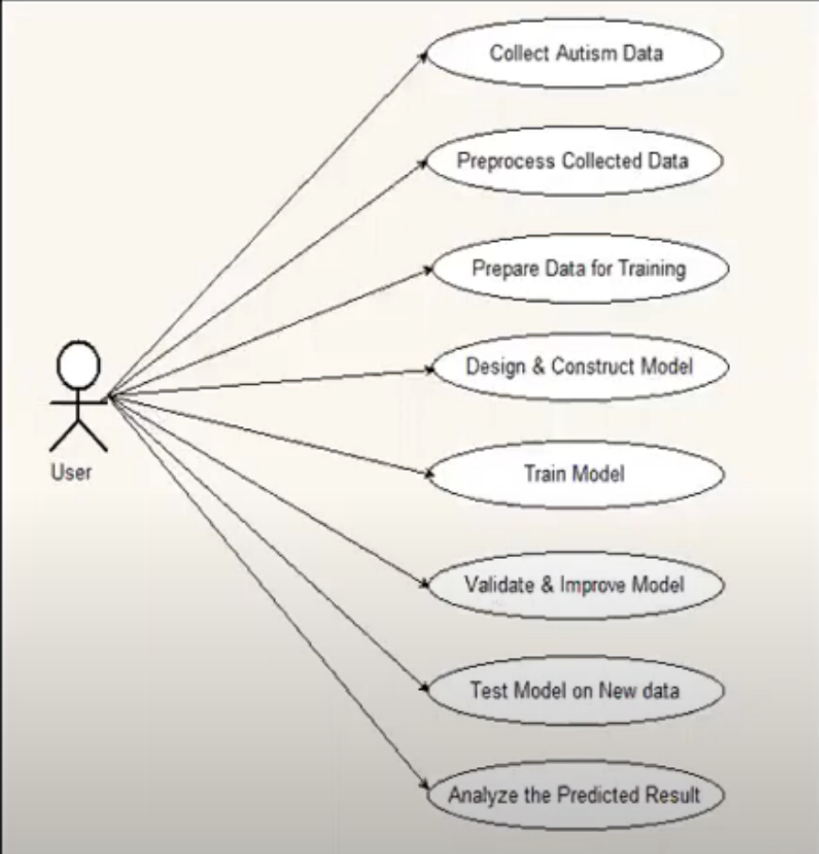 Collect Autism Data
Preprocess Collected Data
Prepare Data for Training
Design & Construct Model
User
Train Model
Validate & Improve Model
Test Model on New data
Analyze the Predicted Result